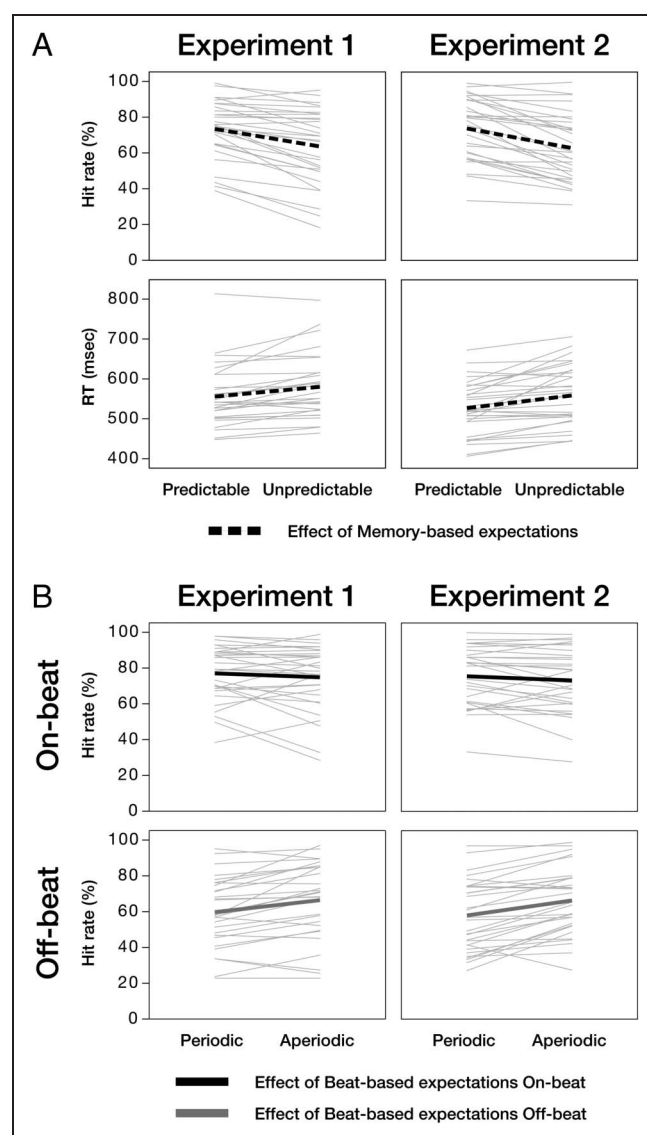 A
Experiment 1
Experiment 2
Hit rate (%)
100
80
60
40
20
0
RT (msec)
800
700
600
500
400
Predictable Unpredictable
Predictable Unpredictable
Effect of Memory-based expectations
B
Experiment 1
Experiment 2
On-beat
Hit rate (%)
100
80
60
40
20
0
Off-beat
Hit rate (%)
100
80
60
40
20
0
Periodic Aperiodic
Periodic Aperiodic
Effect of Beat-based expectations On-beat
Effect of Beat-based expectations Off-beat